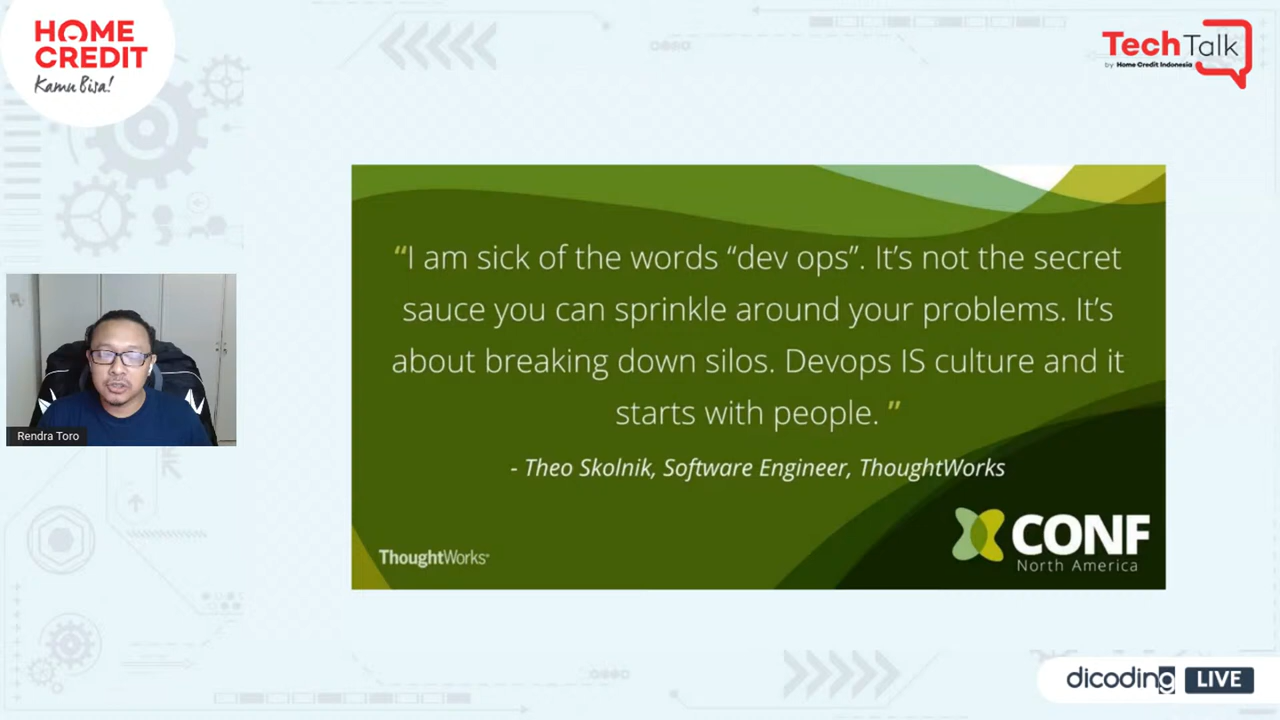 HOME
CREDIT
Kamu Bisa!
TechTalk
by Home Credit Indonesia
“I am sick of the words “dev ops”. It’s not the secret
sauce you can sprinkle around your problems. It’s
about breaking down silos. Devops IS culture and it
starts with people. ”
- Theo Skolnik, Software Engineer, ThoughtWorks
Rendra Toro
ThoughtWorks
XCONF
North America
dicoding LIVE